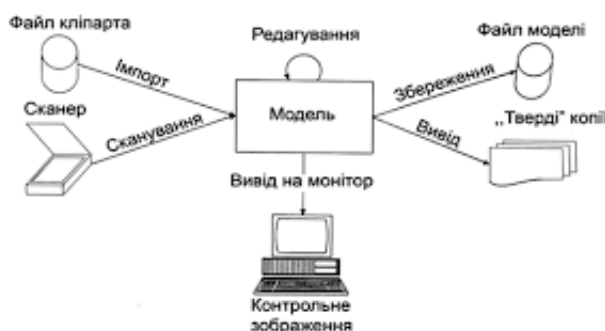 Файл кліпарта
Редагування
Файл моделі
Імпорт
Збереження
Сканер
Сканування
Модель
Вивід
,,Тверді" копії
Вивід на монітор
Контрольне
зображення